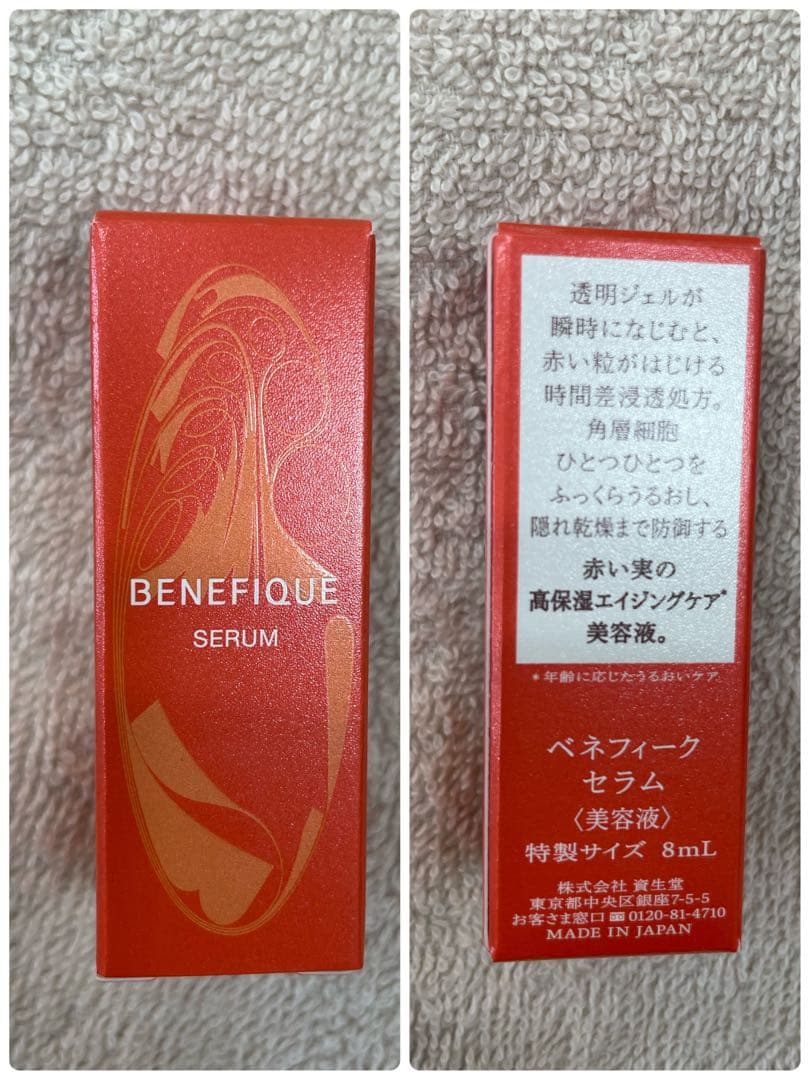 BENEFIQUE
SERUM
透明ジェルが
瞬時になじむと、
赤い粒がはじける
時間差浸透処方。
角層細胞
ひとつひとつを
ふっくらうるおし、
隠れ乾燥まで防御する
赤い実の
高保湿エイジングケア*
美容液。
*年齢に応じたうるおいケア
ベネフィーク
セラム
〈美容液〉
特製サイズ 8mL
株式会社 資生堂
東京都中央区銀座7-5-5
お客さま窓口 0120-81-4710
MADE IN JAPAN